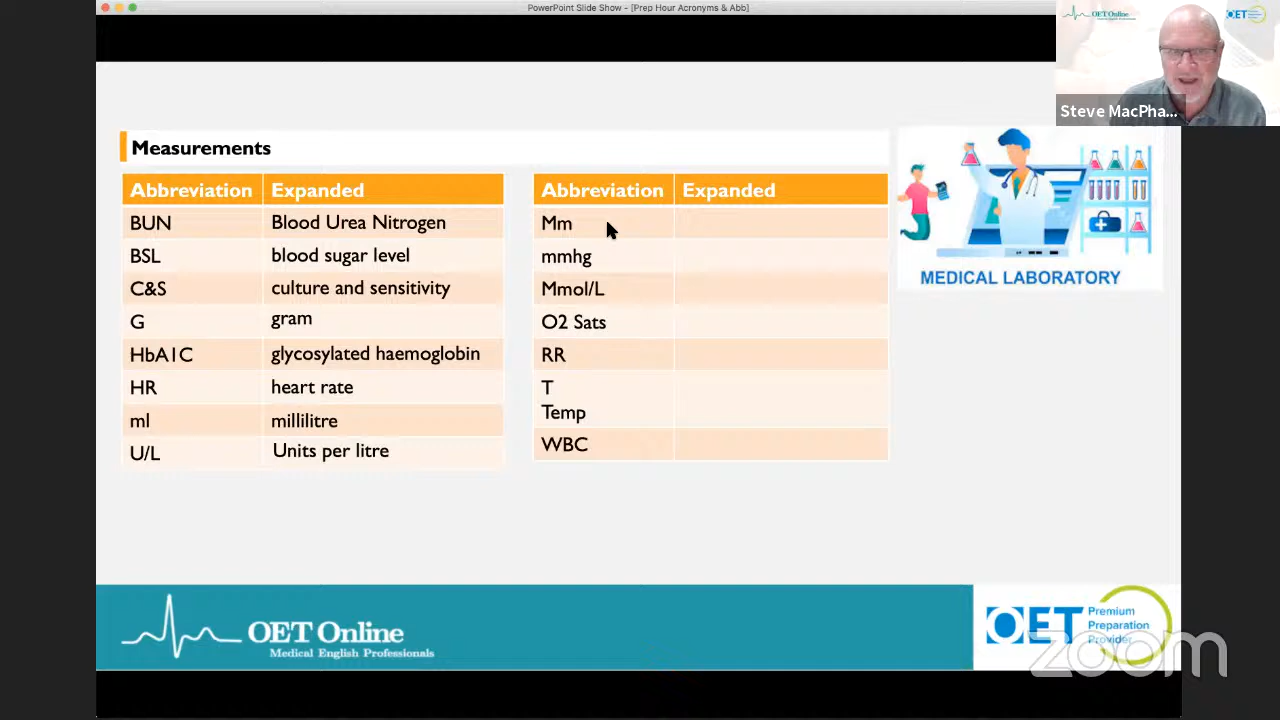 PowerPoint Slide Show - [Prep Hour Acronyms & Abb]
OET Online
OET
Steve MacPha...
Measurements
Abbreviation Expanded
BUN Blood Urea Nitrogen
BSL blood sugar level
C&S culture and sensitivity
G gram
HbA1C glycosylated haemoglobin
HR heart rate
ml millilitre
U/L Units per litre
Abbreviation Expanded
Mm
mmhg
Mmol/L
O2 Sats
RR
T
Temp
WBC
MEDICAL LABORATORY
OET Online
Medical English Professionals
OET
Premium
Preparation
Provider
zoom